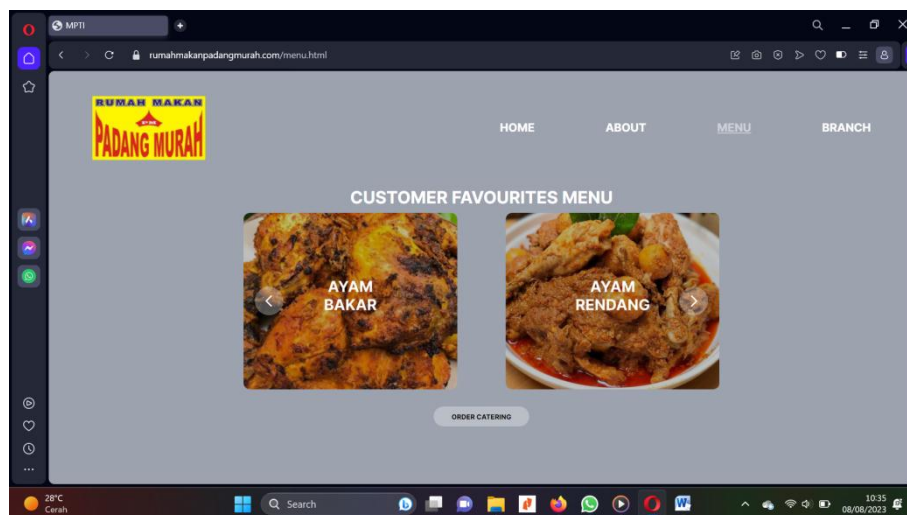 MPTI
rumahmakanpadangmurah.com/menu.html
RUMAH MAKAN
PM
PADANG MURAH
HOME ABOUT MENU BRANCH
CUSTOMER FAVOURITES MENU
AYAM
BAKAR
AYAM
RENDANG
ORDER CATERING
28°C
Cerah
Search
10:35
08/08/2023